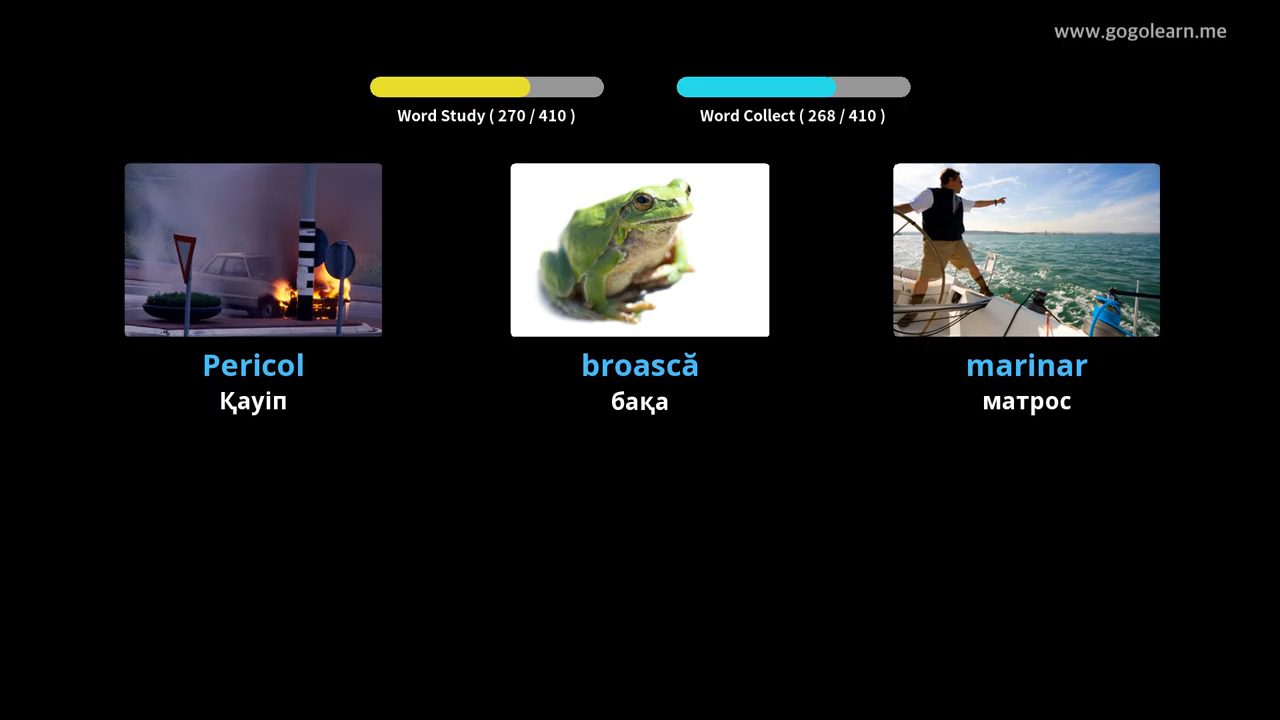 www.gogolearn.me
Word Study ( 270 / 410 )
Word Collect ( 268 / 410 )
Pericol
broască
marinar
Қауіп
бақа
матрос